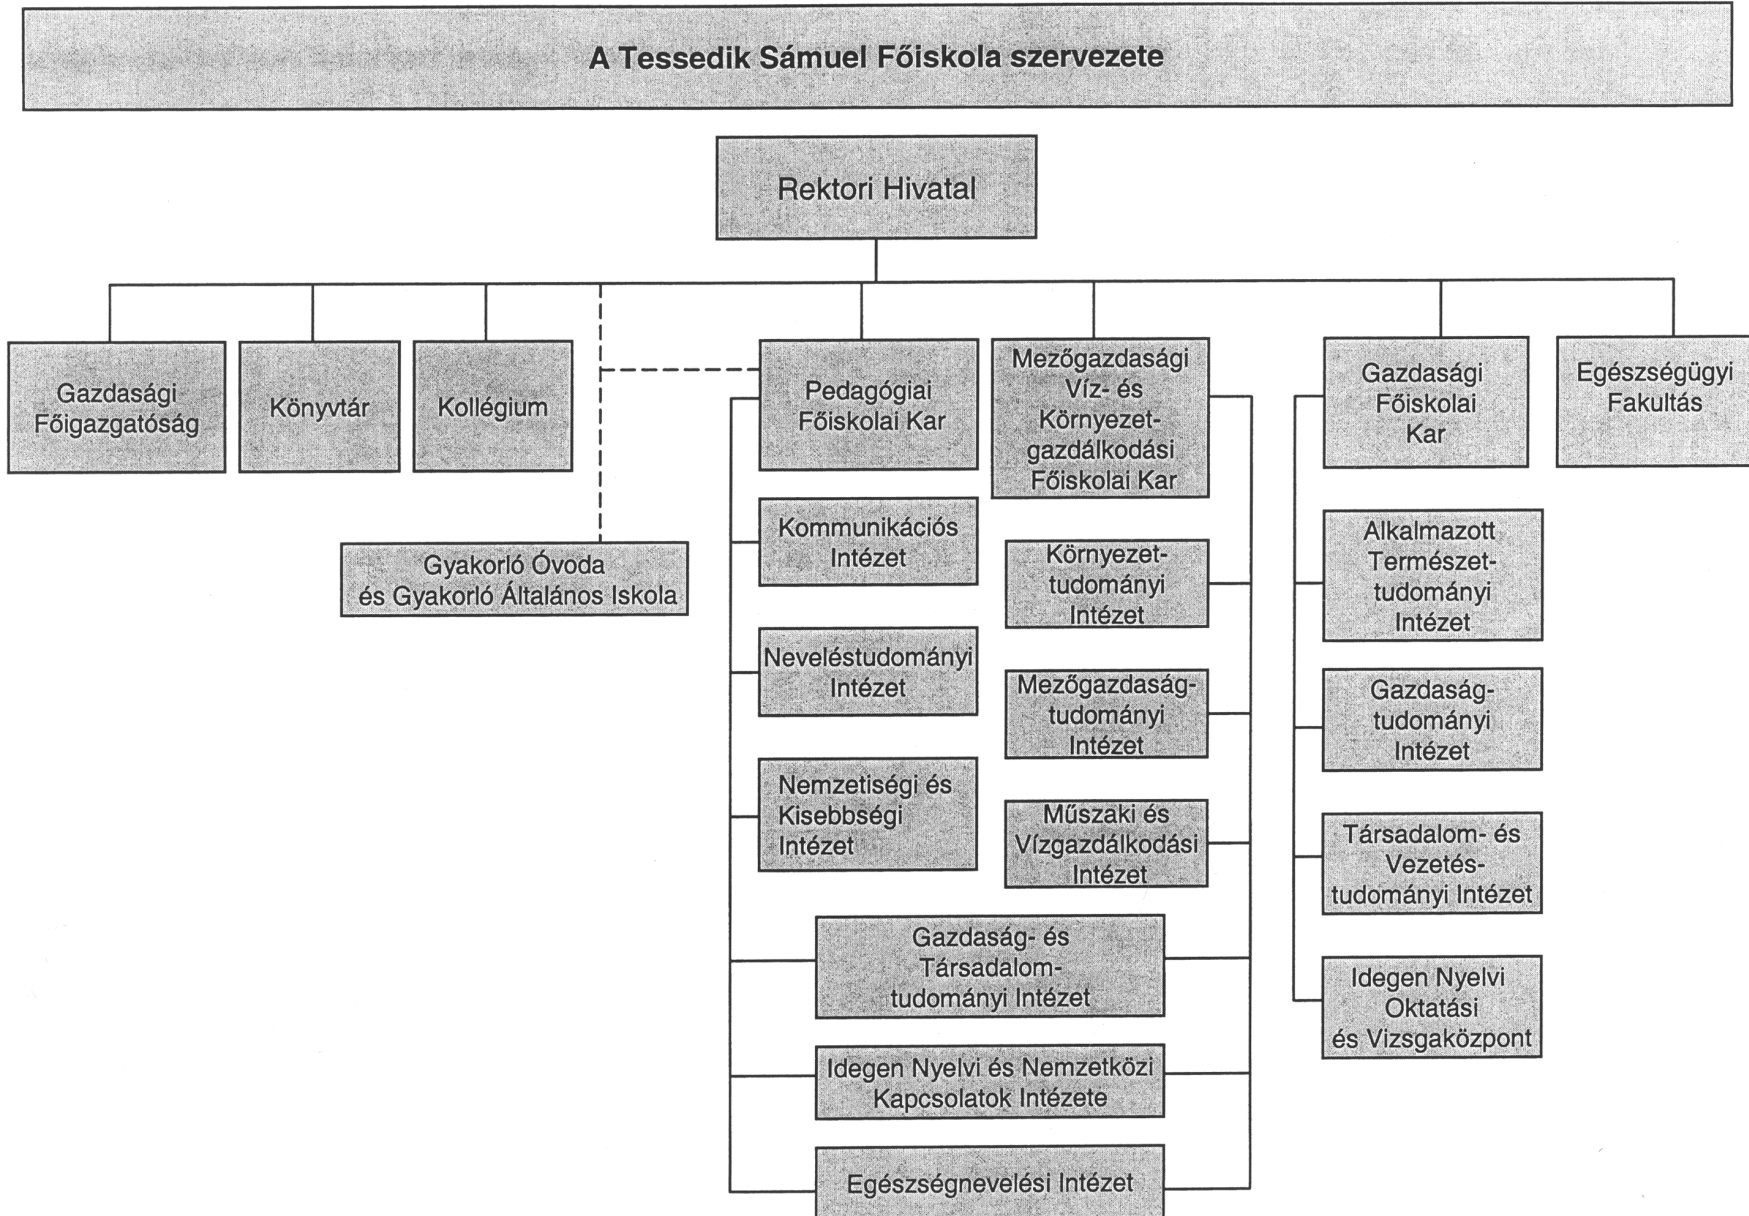 A Tessedik Sámuel Főiskola szervezete
Rektori Hivatal
Gazdasági
Főigazgatóság
Könyvtár
Kollégium
Pedagógiai
Főiskolai Kar
Mezőgazdasági
Víz- és
Környezet-
gazdálkodási
Főiskolai Kar
Gazdasági
Főiskolai
Kar
Egészségügyi
Fakultás
Gyakorló Óvoda
és Gyakorló Általános Iskola
Kommunikációs
Intézet
Neveléstudományi
Intézet
Nemzetiségi és
Kisebbségi
Intézet
Környezet-
tudományi
Intézet
Mezőgazdaság-
tudományi
Intézet
Műszaki és
Vízgazdálkodási
Intézet
Gazdaság- és
Társadalom-
tudományi Intézet
Idegen Nyelvi és Nemzetközi
Kapcsolatok Intézete
Egészségnevelési Intézet
Alkalmazott
Természet-
tudományi
Intézet
Gazdaság-
tudományi
Intézet
Társadalom- és
Vezetés-
tudományi Intézet
Idegen Nyelvi
Oktatási
és Vizsgaközpont